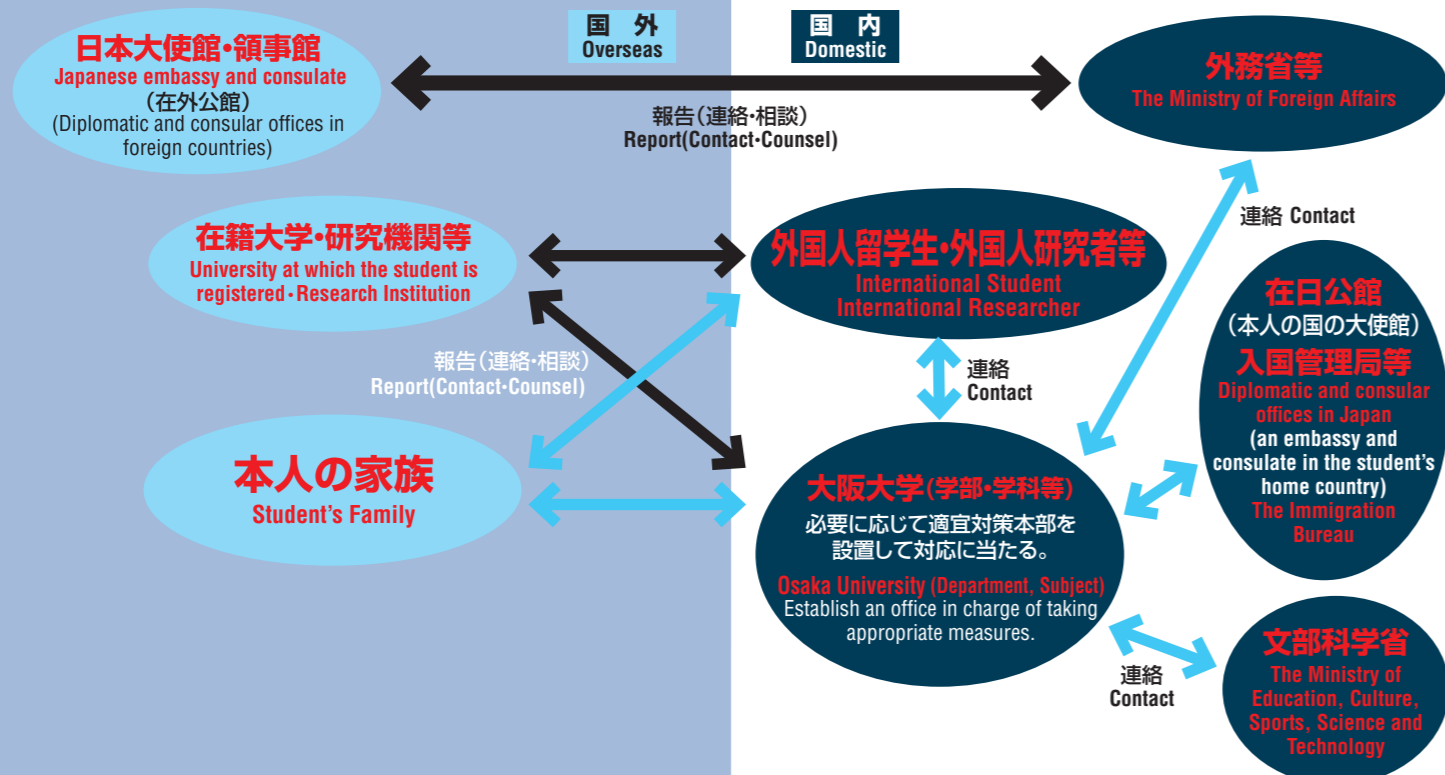 国 外
Overseas
国 内
Domestic
日本大使館・領事館
Japanese embassy and consulate
(在外公館)
(Diplomatic and consular offices in
foreign countries)
外務省等
The Ministry of Foreign Affairs
報告(連絡・相談)
Report(Contact・Counsel)
在籍大学・研究機関等
University at which the student is
registered・Research Institution
外国人留学生・外国人研究者等
International Student
International Researcher
連絡 Contact
在日公館
(本人の国の大使館)
入国管理局等
Diplomatic and consular
offices in Japan
(an embassy and
consulate in the student's
home country)
The Immigration
Bureau
報告(連絡・相談)
Report(Contact・Counsel)
連絡
Contact
本人の家族
Student's Family
大阪大学(学部・学科等)
必要に応じて適宜対策本部を
設置して対応に当たる。
Osaka University (Department, Subject)
Establish an office in charge of taking
appropriate measures.
連絡
Contact
文部科学省
The Ministry of
Education, Culture,
Sports, Science and
Technology